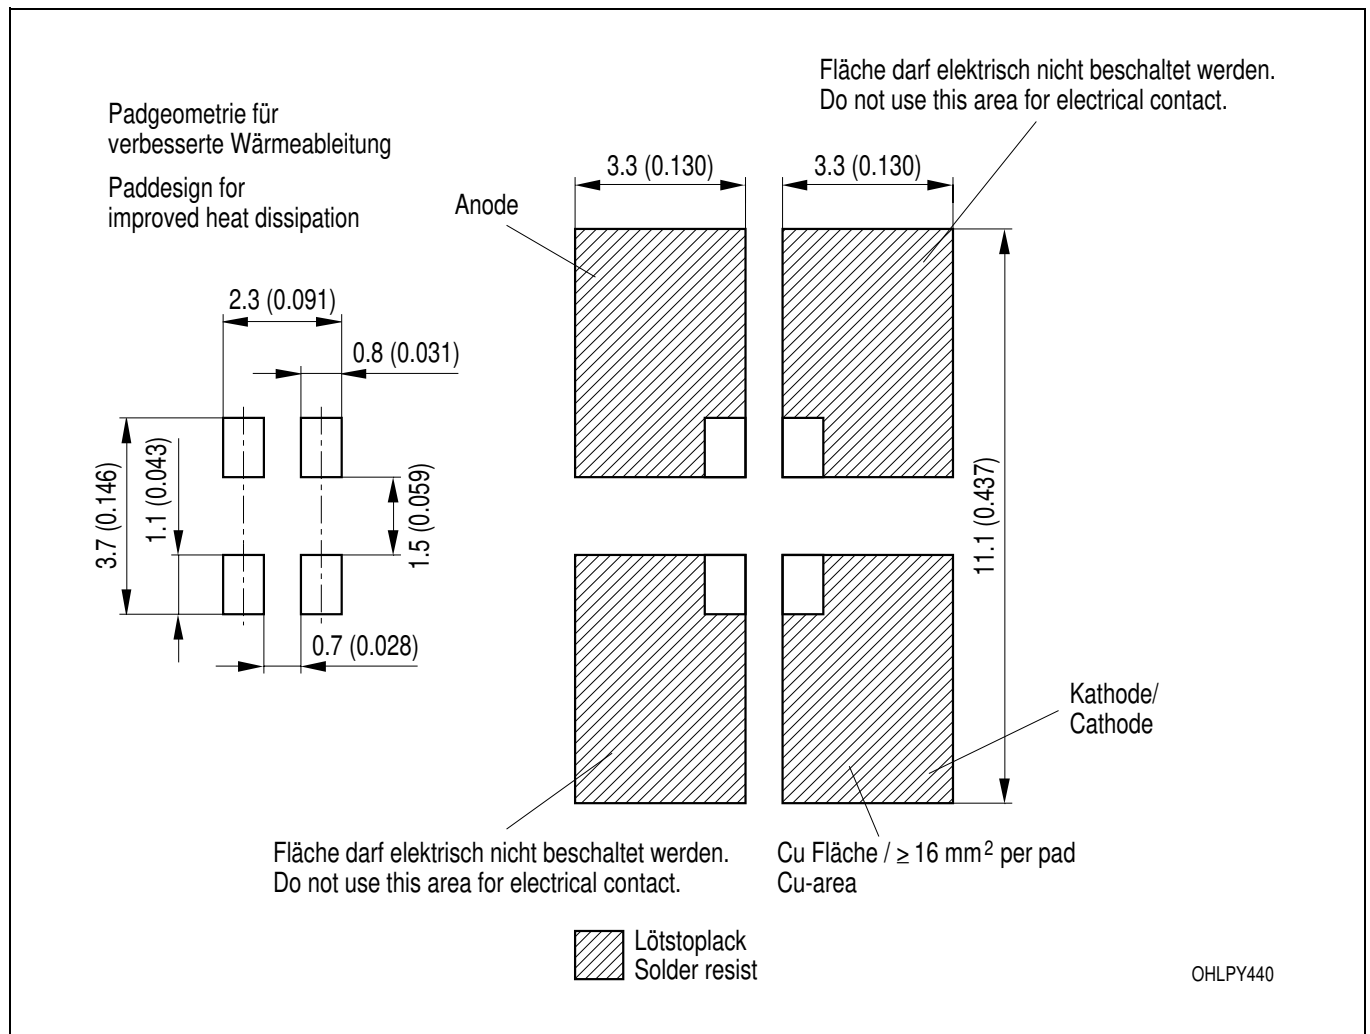 Fläche darf elektrisch nicht beschaltet werden.
Do not use this area for electrical contact.
Padgeometrie für
verbesserte Wärmeableitung
Paddesign for
improved heat dissipation
3.3 (0.130)
3.3 (0.130)
Anode
2.3 (0.091)
0.8 (0.031)
3.7 (0.146)
1.1 (0.043)
1.5 (0.059)
11.1 (0.437)
0.7 (0.028)
Kathode/
Cathode
Fläche darf elektrisch nicht beschaltet werden.
Do not use this area for electrical contact.
Cu Fläche / ≥ 16 mm² per pad
Cu-area
Lötstoplack
Solder resist
OHLPY440